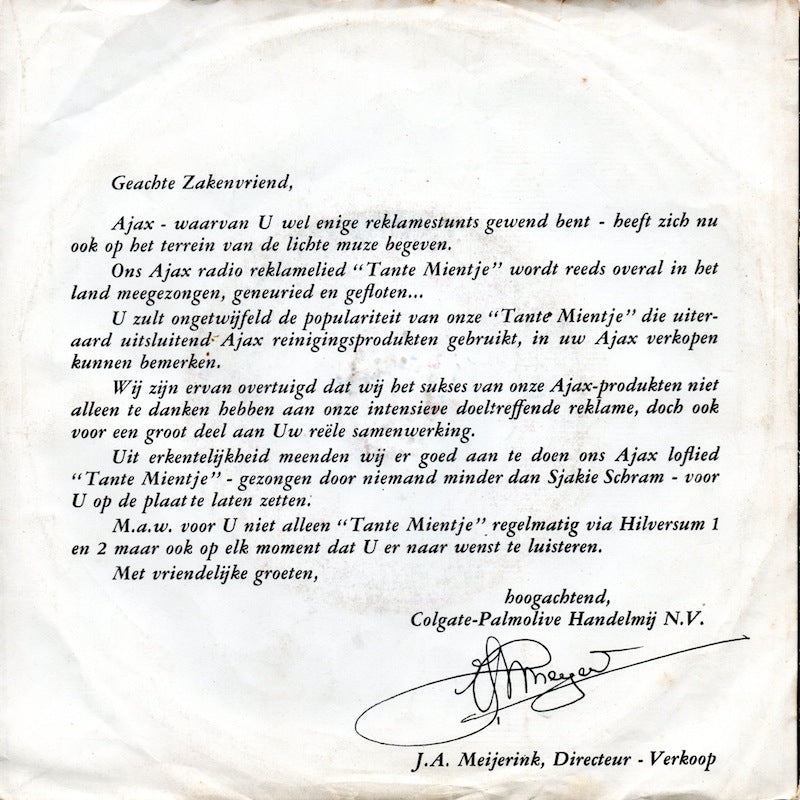 Geachte Zakenvriend,
Ajax - waarvan U wel enige reklamestunts gewend bent - heeft zich nu
ook op het terrein van de lichte muze begeven.
Ons Ajax radio reklamelied “Tante Mientje” wordt reeds overal in het
land meegezongen, geneuried en gefloten...
U zult ongetwijfeld de populariteit van onze “Tante Mientje” die uiter-
aard uitsluitend Ajax reinigingsprodukten gebruikt, in uw Ajax verkopen
kunnen bemerken.
Wij zijn ervan overtuigd dat wij het sukses van onze Ajax-produkten niet
alleen te danken hebben aan onze intensieve doeltreffende reklame, doch ook
voor een groot deel aan Uw reële samenwerking.
Uit erkentelijkheid meenden wij er goed aan te doen ons Ajax loflied
“Tante Mientje” - gezongen door niemand minder dan Sjakie Schram - voor
U op de plaat te laten zetten.
M.a.w. voor U niet alleen “Tante Mientje” regelmatig via Hilversum 1
en 2 maar ook op elk moment dat U er naar wenst te luisteren.
Met vriendelijke groeten,
hoogachtend,
Colgate-Palmolive Handelmij N.V.
J.A. Meijerink, Directeur - Verkoop